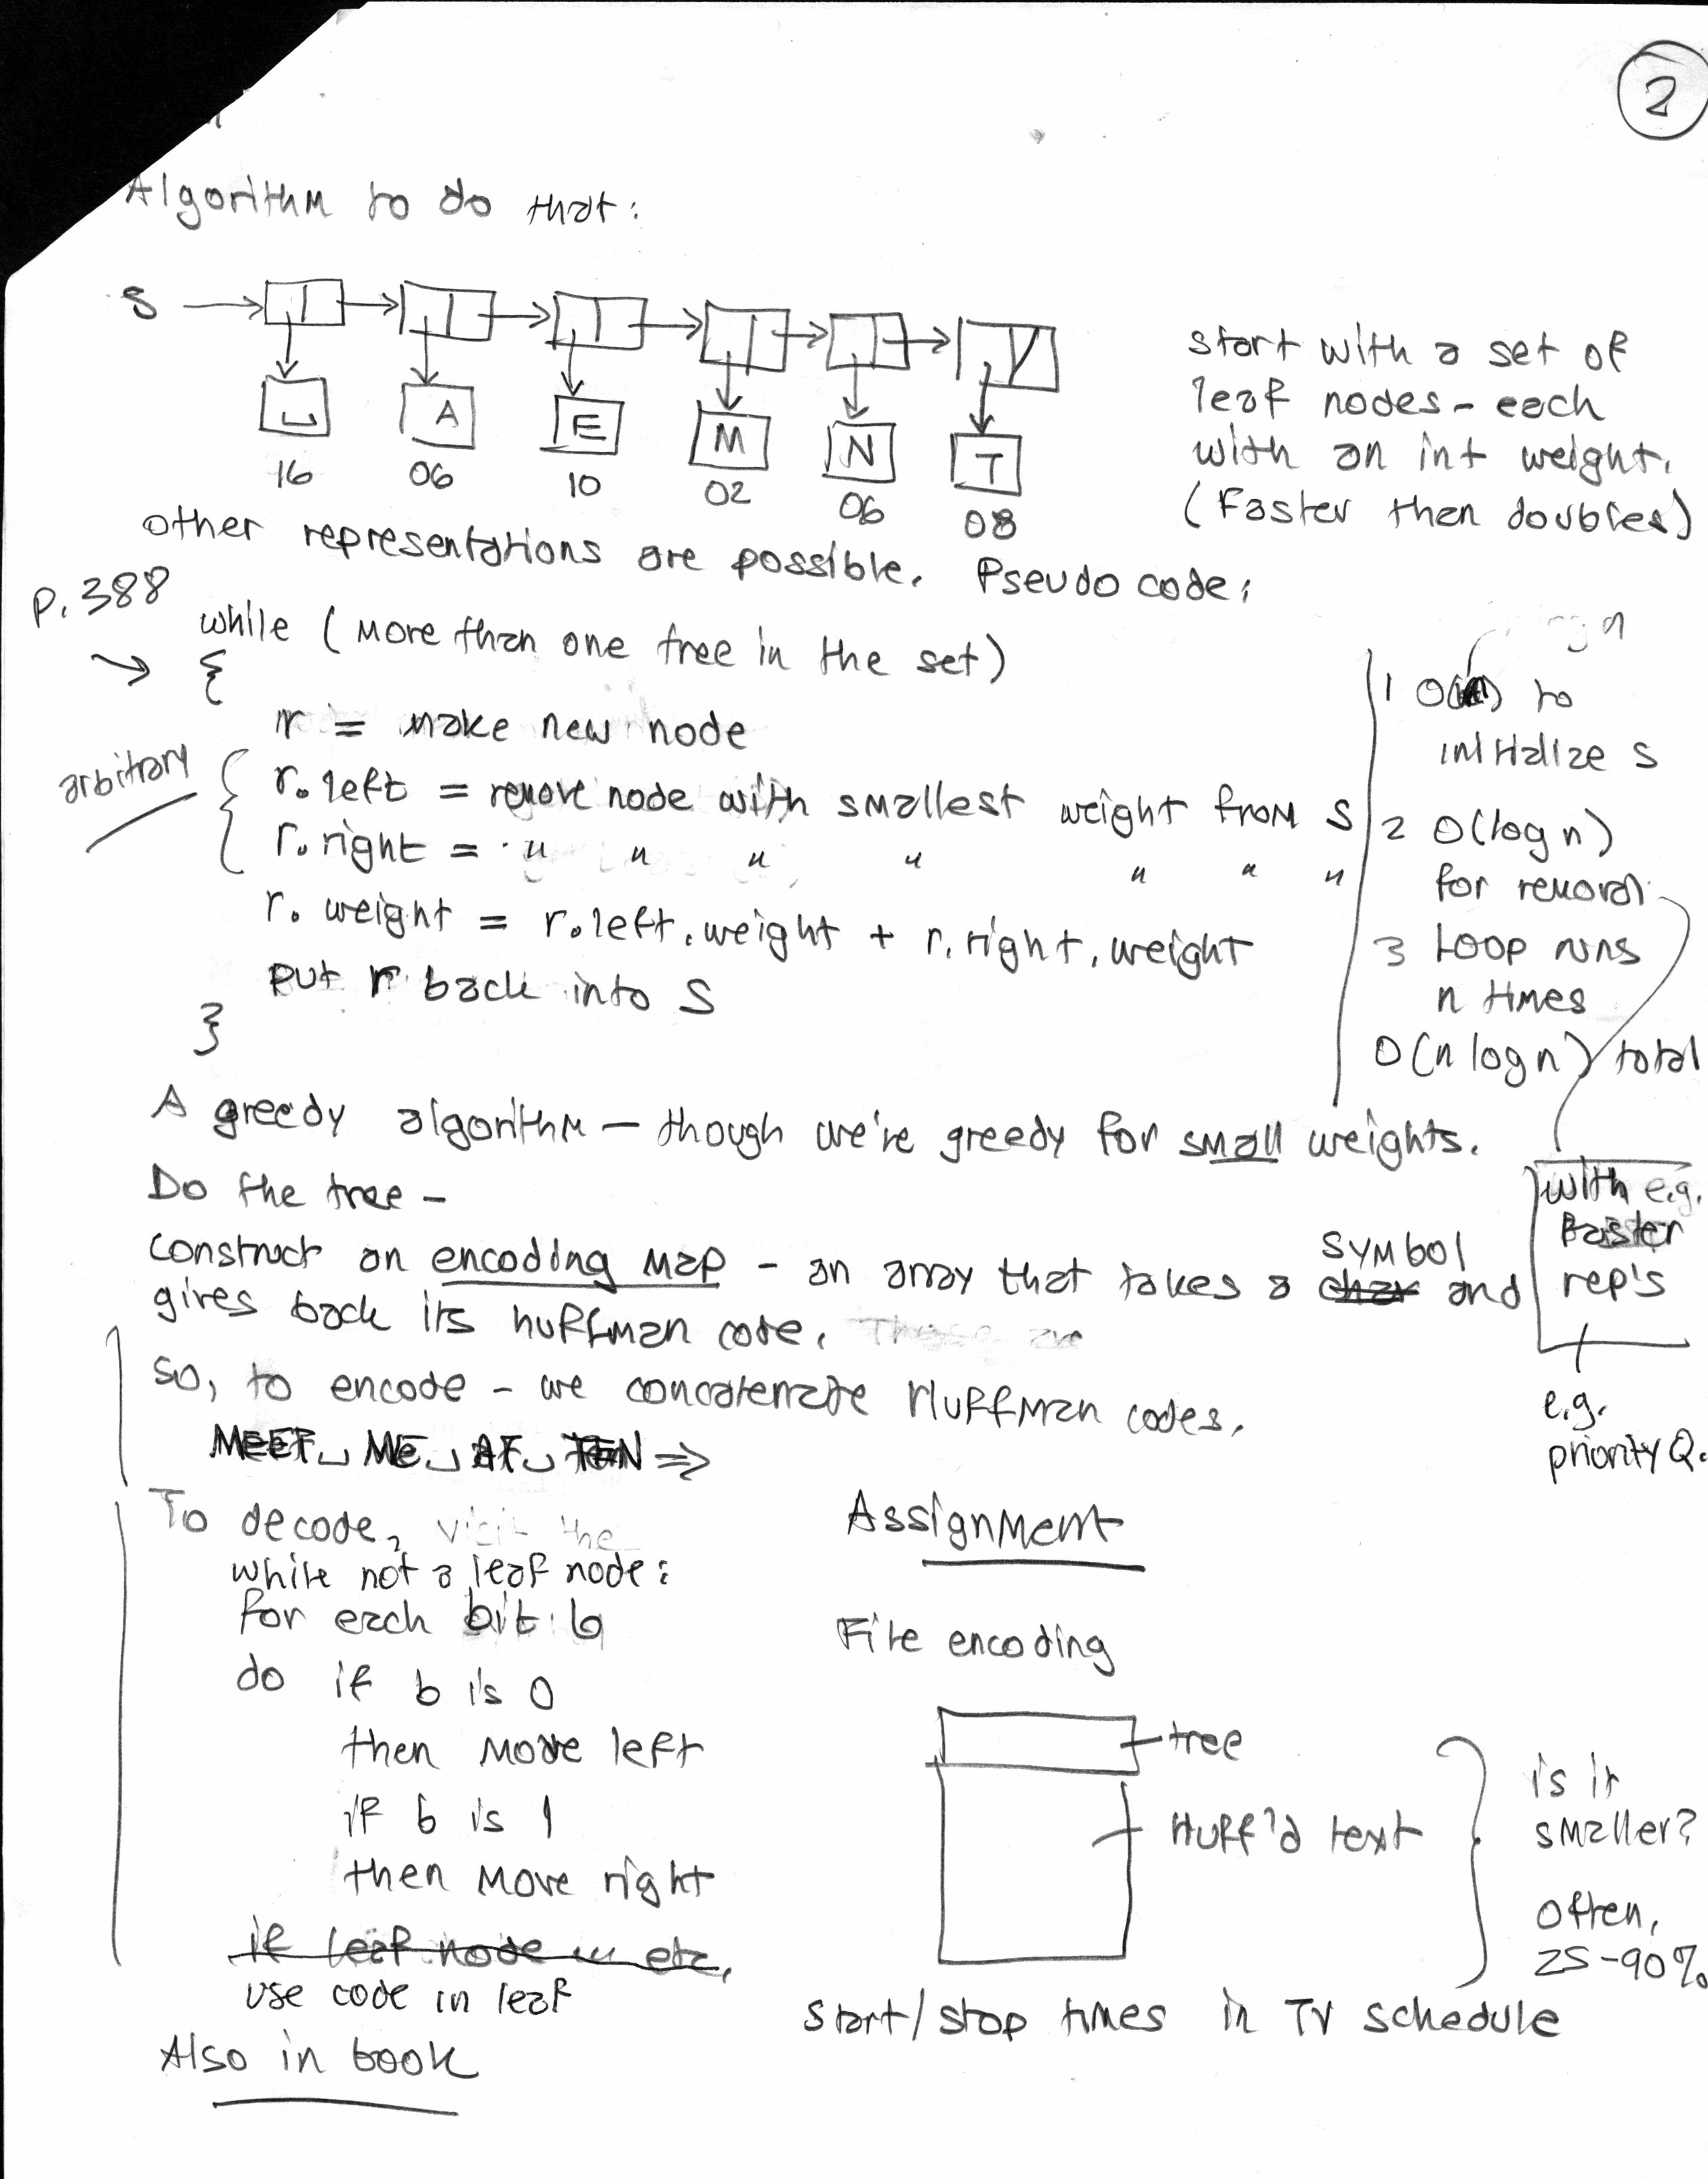 2
Algorithm to do that:
S
␣ A E M N T
16 06 10 02 06 08
start with a set of
leaf nodes - each
with an int weight.
(Faster then doubles)
other representations are possible. Pseudo code:
p. 388
while (More than one tree in the set)
{
r = make new node
arbitrary
r.left = remove node with smallest weight from S
r.right = " " " " " " "
r.weight = r.left.weight + r.right.weight
put r back into S
}
1 O( ) to
initialize S
2 O(log n)
for removal
3 Loop runs
n times
O(n log n) total
with e.g.
Faster
rep's
e.g.
priority Q.
A greedy algorithm - though we're greedy for small weights.
Do the tree -
construct an encoding map - an array that takes a char symbol and
gives back its huffman code.
so, to encode - we concatenate Huffman codes.
MEET␣ME␣AT␣TEN ⇒
To decode, visit the
while not a leaf node:
for each bit b
do if b is 0
then move left
if b is 1
then move right
if leaf node ... etc.
use code in leaf
Also in book
Assignment
File encoding
tree
Huff'd text
is it
smaller?
often,
25-90%
Start/stop times in TV schedule